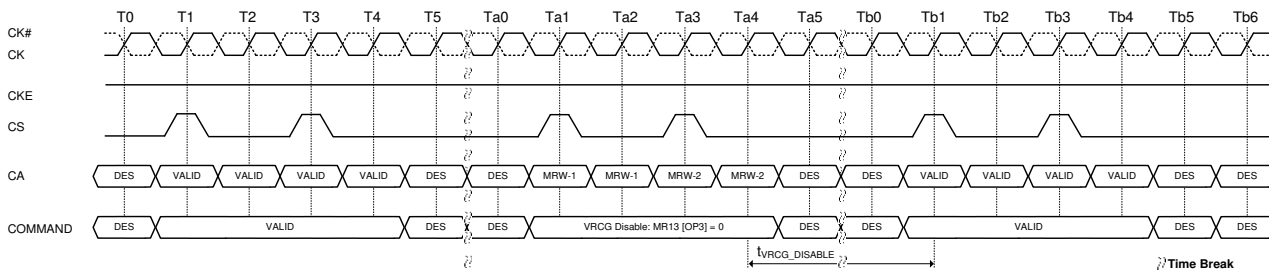 T0 T1 T2 T3 T4 T5 Ta0 Ta1 Ta2 Ta3 Ta4 Ta5 Tb0 Tb1 Tb2 Tb3 Tb4 Tb5 Tb6
CK#
CK
CKE
CS
CA DES VALID VALID VALID VALID DES DES MRW-1 MRW-1 MRW-2 MRW-2 DES DES VALID VALID VALID VALID DES DES
COMMAND DES VALID DES DES VRCG Disable: MR13 [OP3] = 0 DES DES VALID DES DES
tVRCG_DISABLE
Time Break